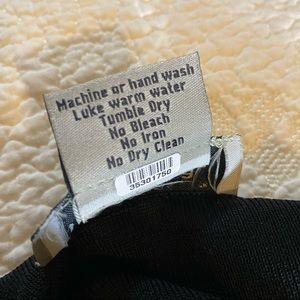 Machine or hand wash
Luke warm water
Tumble Dry
No Bleach
No Iron
No Dry Clean
35301750